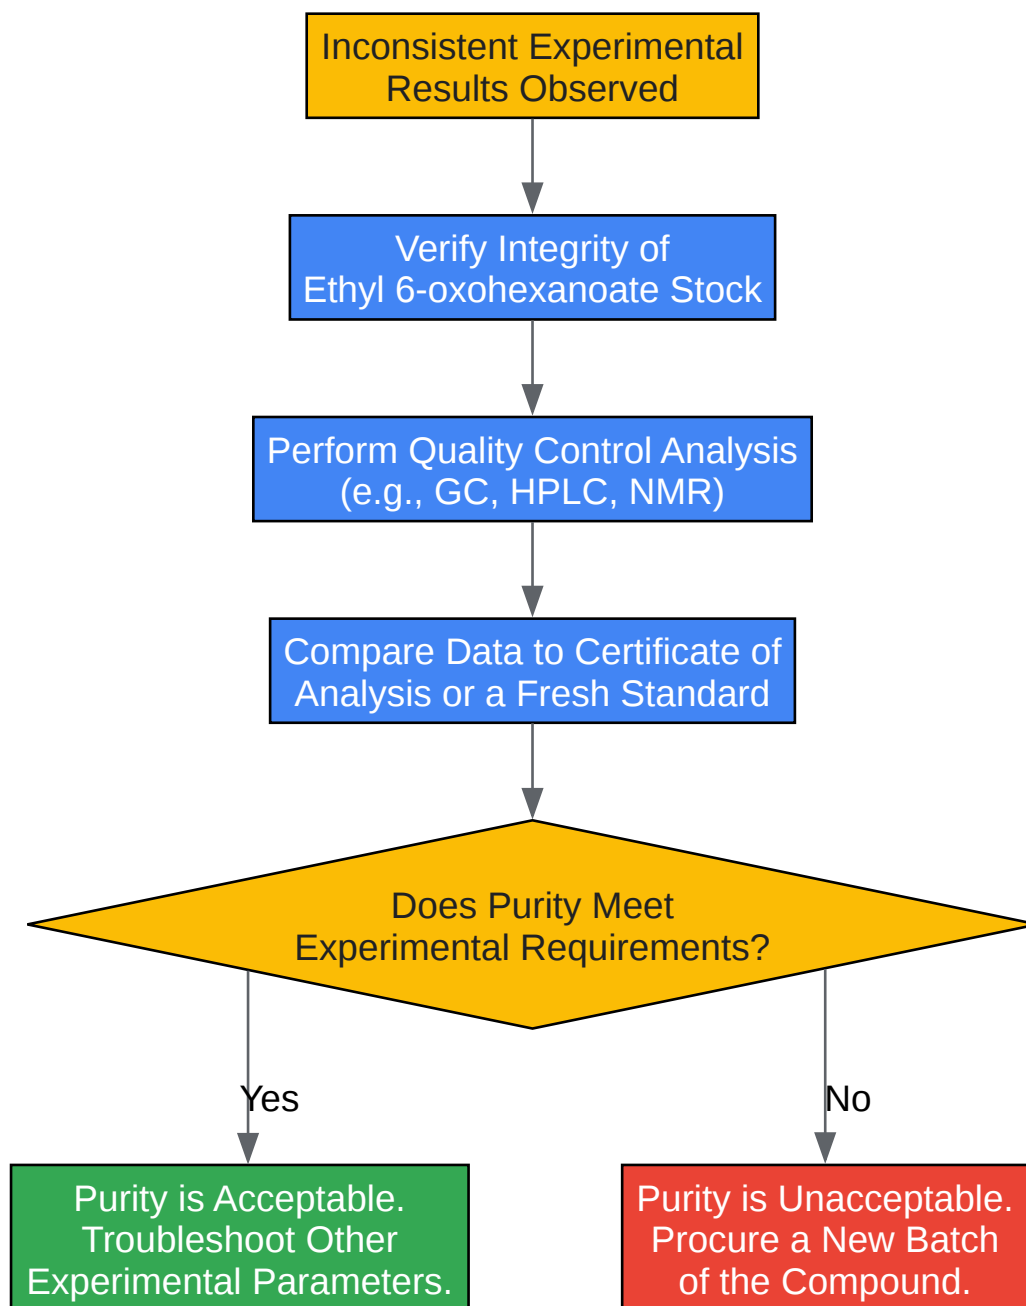 Inconsistent Experimental
Results Observed
Verify Integrity of
Ethyl 6-oxohexanoate Stock
Perform Quality Control Analysis
(e.g., GC, HPLC, NMR)
Compare Data to Certificate of
Analysis or a Fresh Standard
Does Purity Meet
Experimental Requirements?
Yes
No
Purity is Acceptable.
Troubleshoot Other
Experimental Parameters.
Purity is Unacceptable.
Procure a New Batch
of the Compound.